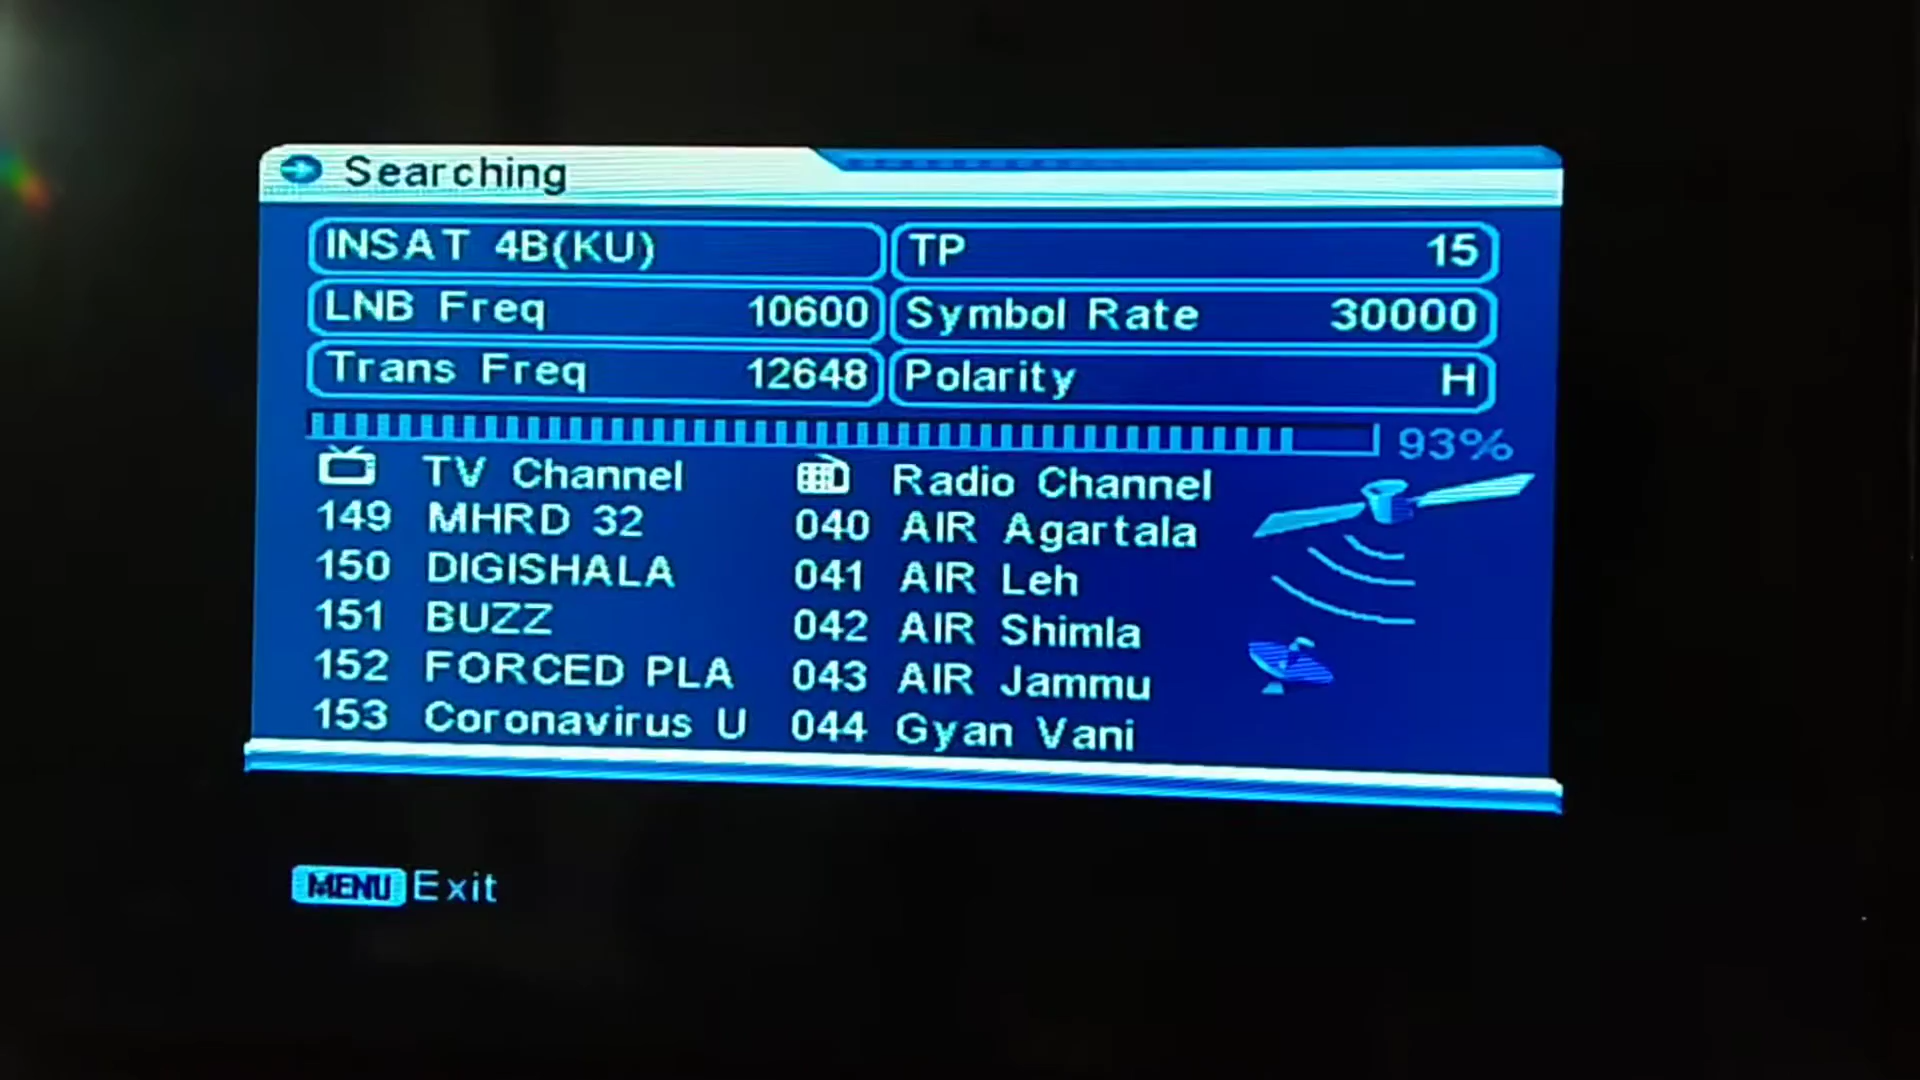 Searching
INSAT 4B(KU) TP 15
LNB Freq 10600 Symbol Rate 30000
Trans Freq 12648 Polarity H
93%
TV Channel Radio Channel
149 MHRD 32 040 AIR Agartala
150 DIGISHALA 041 AIR Leh
151 BUZZ 042 AIR Shimla
152 FORCED PLA 043 AIR Jammu
153 Coronavirus U 044 Gyan Vani
MENU Exit